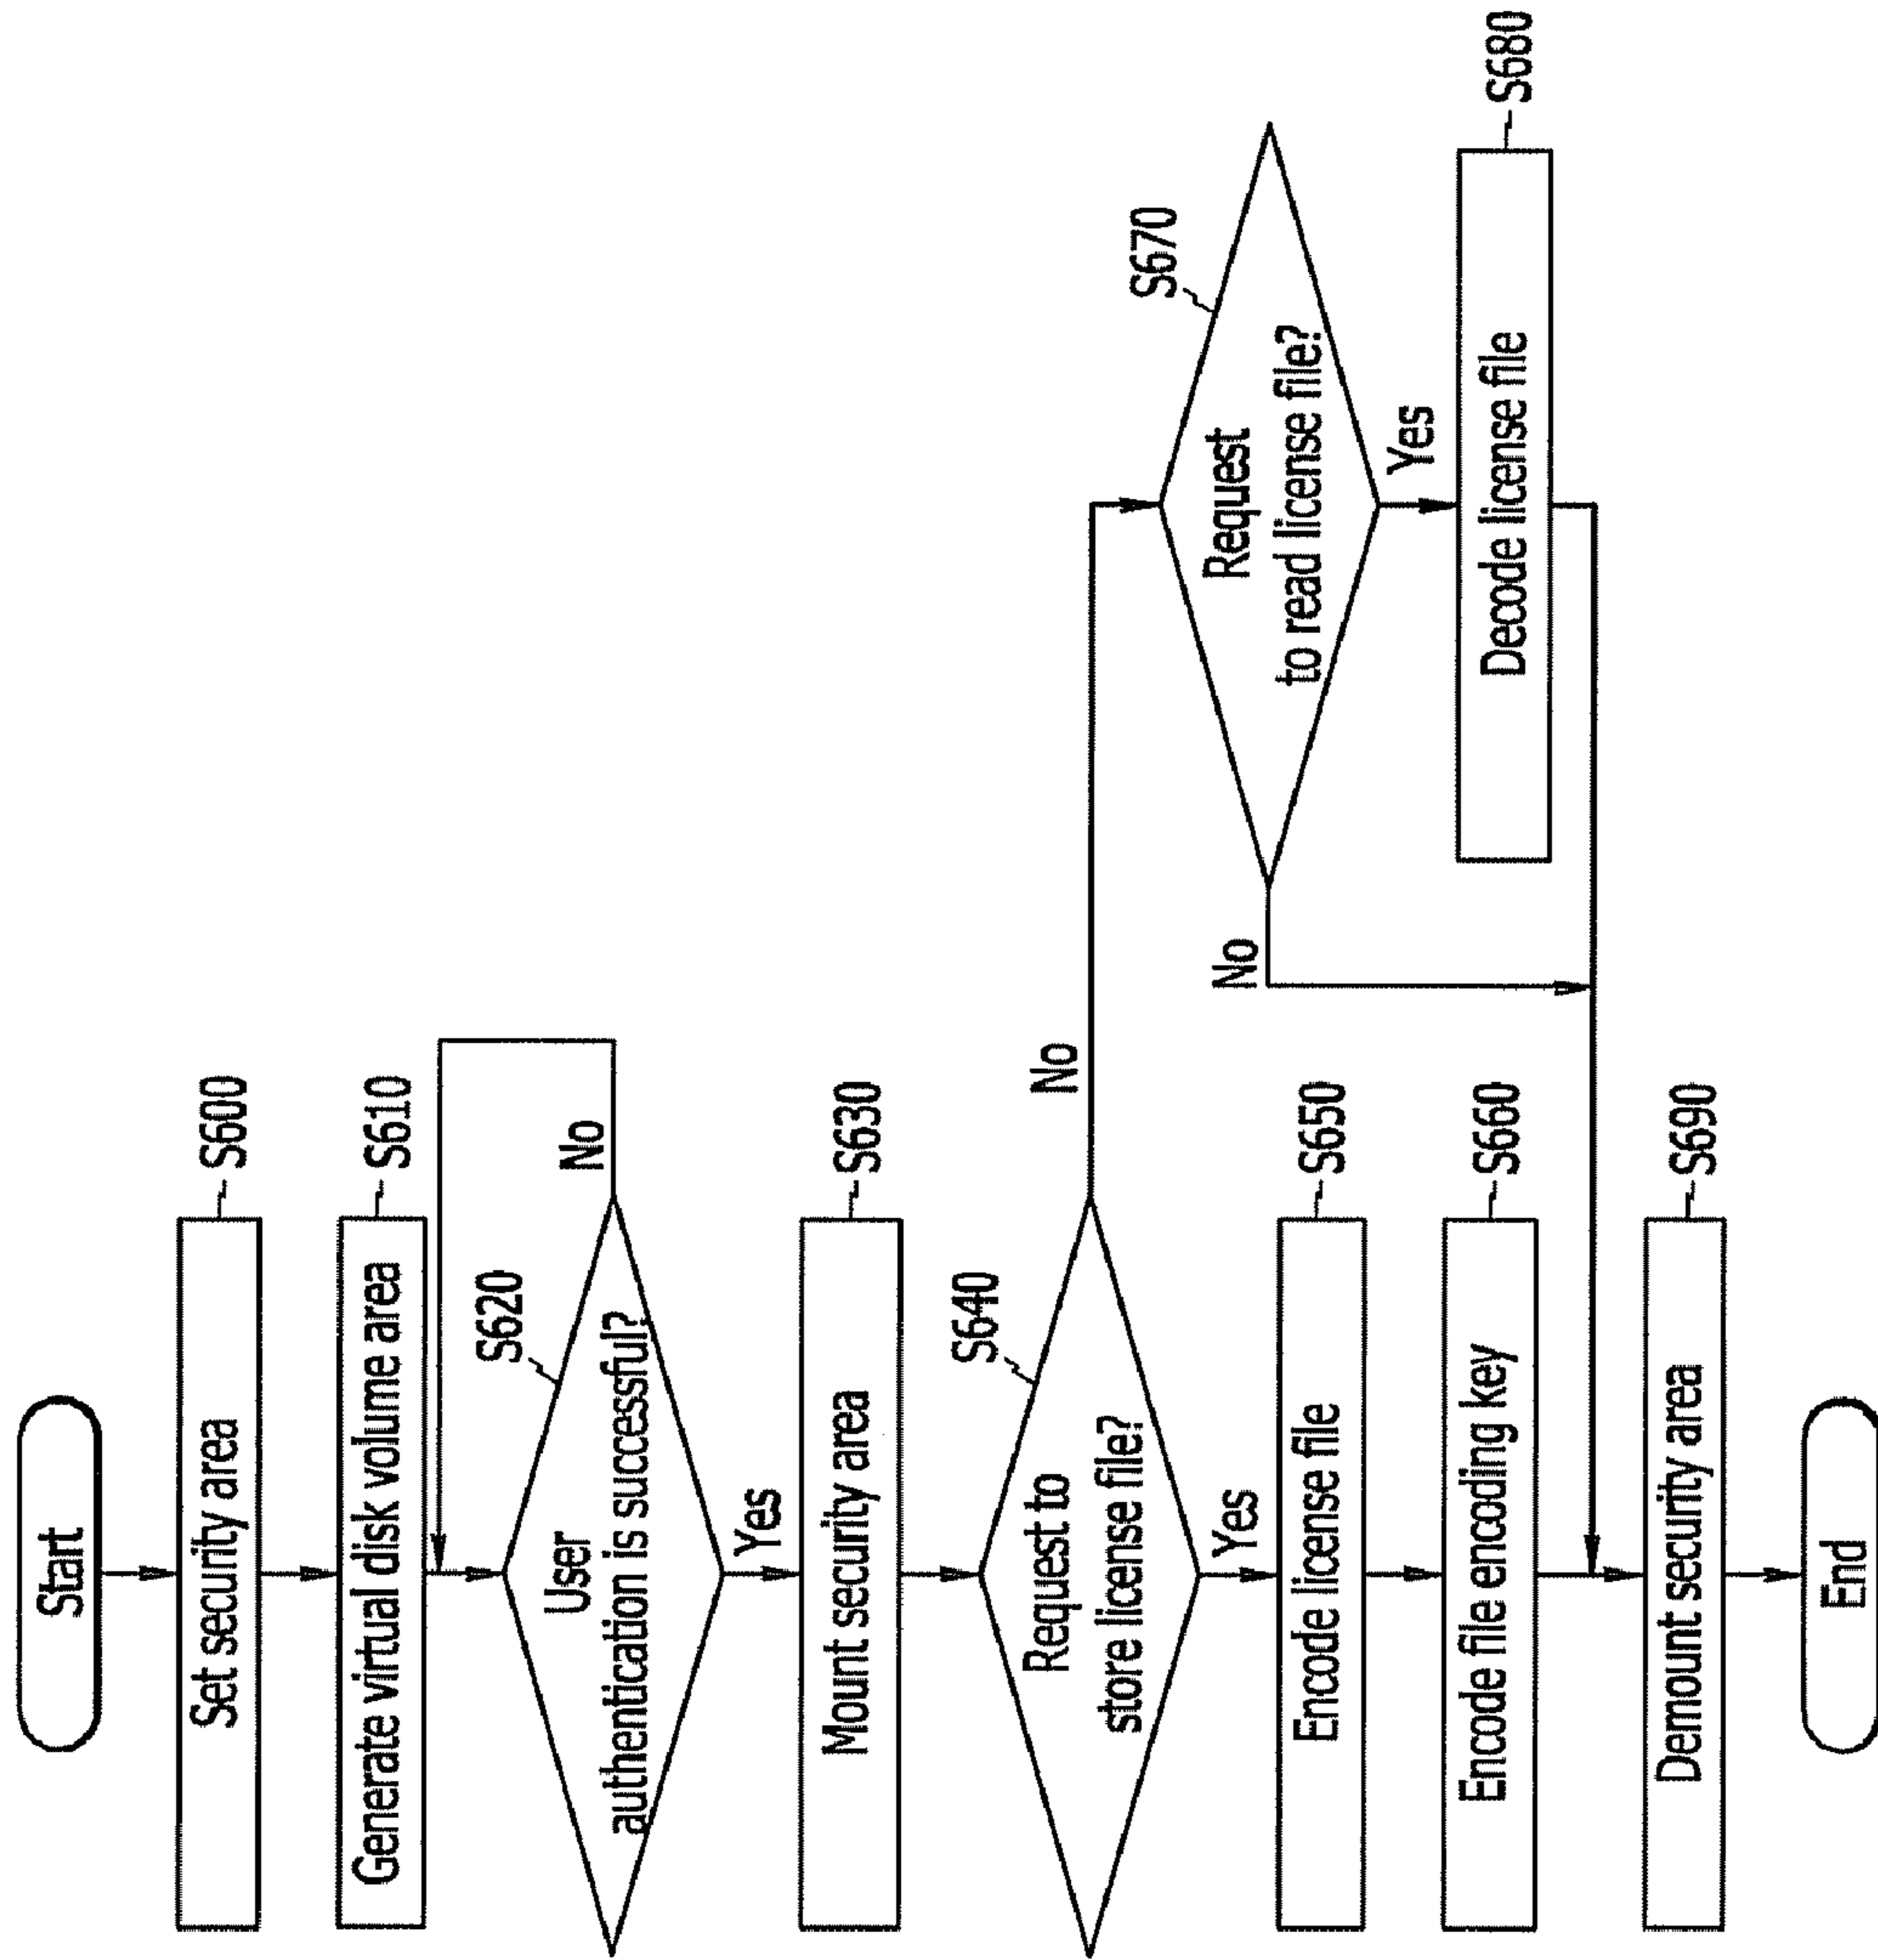 Start
Set security area
S600
Generate virtual disk volume area
S610
S620
User
authentication is successful?
No
Yes
Mount security area
S630
S640
Request to
store license file?
No
Yes
Encode license file
S650
Encode file encoding key
S660
S670
Request
to read license file?
No
Yes
Decode license file
S680
Demount security area
S690
End